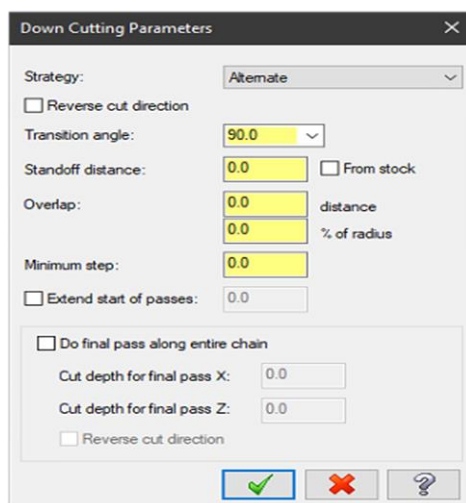 Down Cutting Parameters
Strategy: Alternate
Reverse cut direction
Transition angle: 90.0
Standoff distance: 0.0 From stock
Overlap: 0.0 distance
0.0 % of radius
Minimum step: 0.0
Extend start of passes: 0.0
Do final pass along entire chain
Cut depth for final pass X: 0.0
Cut depth for final pass Z: 0.0
Reverse cut direction